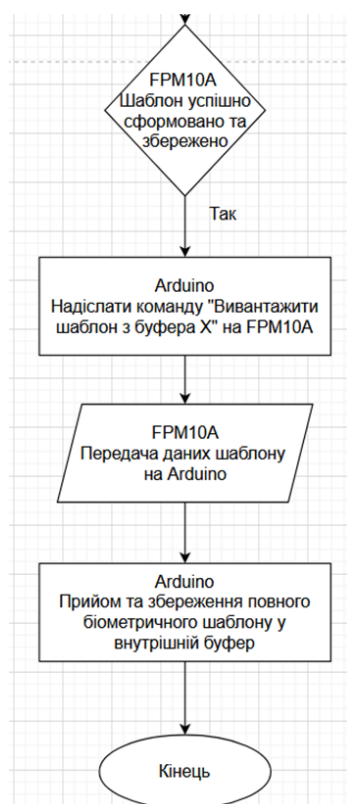 FPM10A
Шаблон успішно
сформовано та
збережено
Так
Arduino
Надіслати команду "Вивантажити
шаблон з буфера X" на FPM10A
FPM10A
Передача даних шаблону
на Arduino
Arduino
Прийом та збереження повного
біометричного шаблону у
внутрішній буфер
Кінець